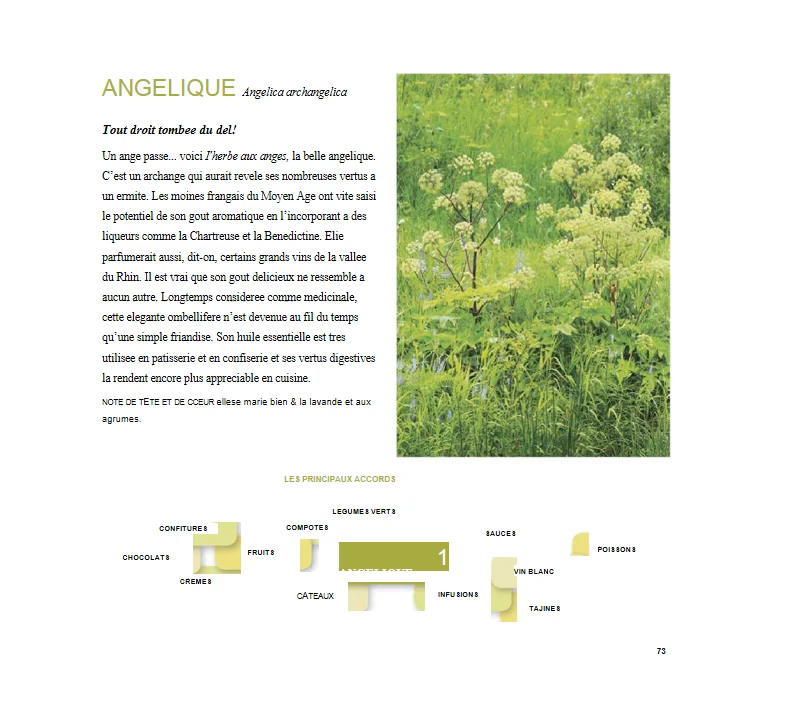 ANGELIQUE Angelica archangelica
Tout droit tombee du del!
Un ange passe... voici I'herbe aux anges, la belle angelique.
C'est un archange qui aurait revele ses nombreuses vertus a
un ermite. Les moines frangais du Moyen Age ont vite saisi
le potentiel de son gout aromatique en l'incorporant a des
liqueurs comme la Chartreuse et la Benedictine. Elie
parfumerait aussi, dit-on, certains grands vins de la vallee
du Rhin. Il est vrai que son gout delicieux ne ressemble a
aucun autre. Longtemps consideree comme medicinale,
cette elegante ombellifere n'est devenue au fil du temps
qu'une simple friandise. Son huile essentielle est tres
utilisee en patisserie et en confiserie et ses vertus digestives
la rendent encore plus appreciable en cuisine.
NOTE DE TÊTE ET DE CCEUR ellese marie bien & la lavande et aux
agrumes.
LES PRINCIPAUX ACCORDS
LEGUMES VERTS
CONFITURES
COMPOTES
SAUCES
CHOCOLATS
FRUITS
1
POISSONS
ANGELIQUE
VIN BLANC
CREMES
CÂTEAUX
INFUSIONS
TAJINES
73